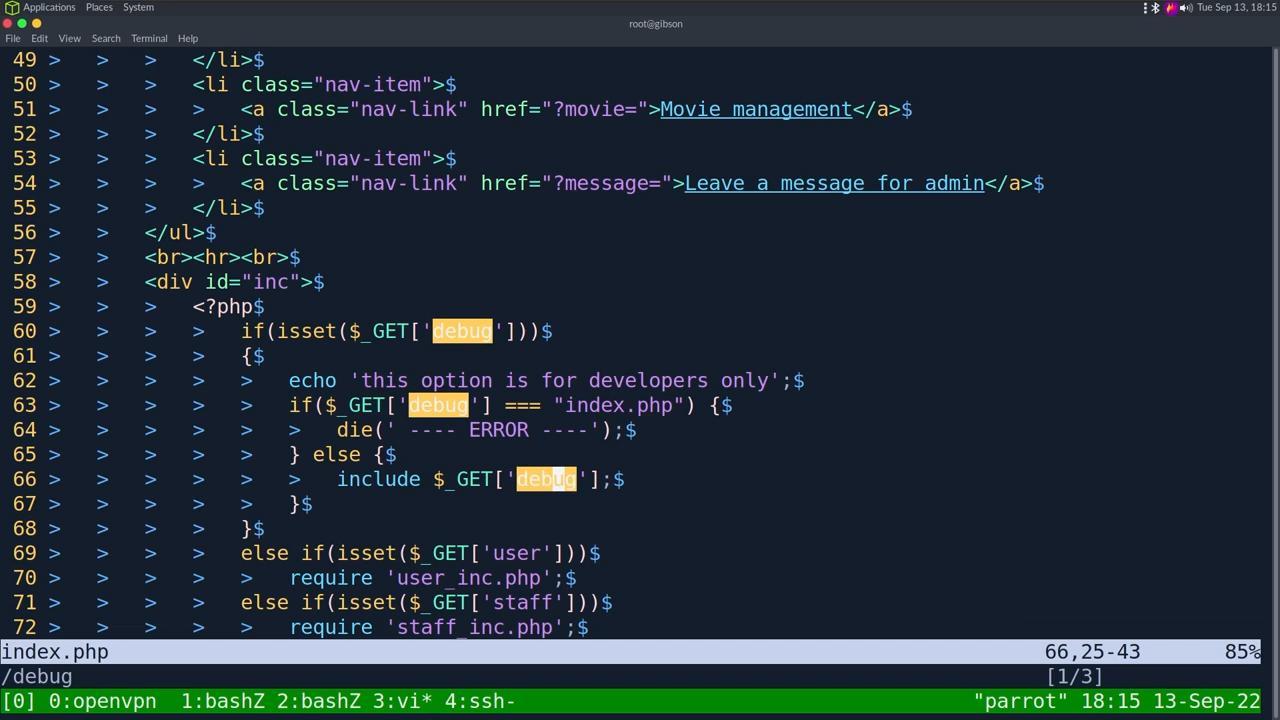 Applications Places System Tue Sep 13, 18:15
root@gibson
File Edit View Search Terminal Help
49 > > > </li>$
50 > > > <li class="nav-item">$
51 > > > > <a class="nav-link" href="?movie=">Movie management</a>$
52 > > > </li>$
53 > > > <li class="nav-item">$
54 > > > > <a class="nav-link" href="?message=">Leave a message for admin</a>$
55 > > > </li>$
56 > > </ul>$
57 > > <br><hr><br>$
58 > > <div id="inc">$
59 > > > <?php$
60 > > > > if(isset($_GET['debug']))$
61 > > > > {$
62 > > > > > echo 'this option is for developers only';$
63 > > > > > if($_GET['debug'] === "index.php") {$
64 > > > > > > die(' ---- ERROR ----');$
65 > > > > > } else {$
66 > > > > > > include $_GET['debug'];$
67 > > > > > }$
68 > > > > }$
69 > > > > else if(isset($_GET['user']))$
70 > > > > > require 'user_inc.php';$
71 > > > > else if(isset($_GET['staff']))$
72 > > > > > require 'staff_inc.php';$
index.php 66,25-43 85%
/debug [1/3]
[0] 0:openvpn 1:bashZ 2:bashZ 3:vi* 4:ssh- "parrot" 18:15 13-Sep-22